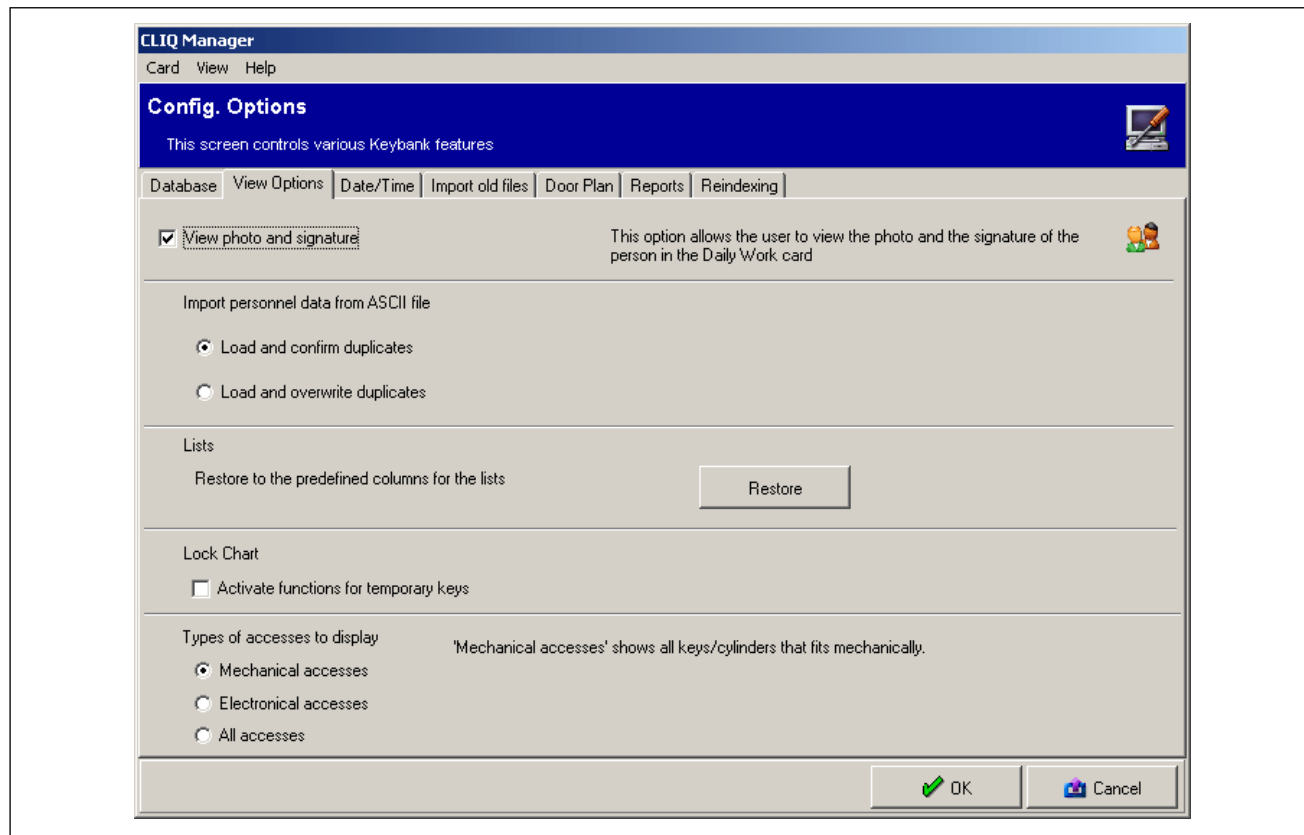 CLIQ Manager
Card View Help
Config. Options
This screen controls various Keybank features
Database View Options Date/Time Import old files Door Plan Reports Reindexing
View photo and signature
This option allows the user to view the photo and the signature of the
person in the Daily Work card
Import personnel data from ASCII file
Load and confirm duplicates
Load and overwrite duplicates
Lists
Restore to the predefined columns for the lists
Restore
Lock Chart
Activate functions for temporary keys
Types of accesses to display
'Mechanical accesses' shows all keys/cylinders that fits mechanically.
Mechanical accesses
Electronical accesses
All accesses
OK
Cancel